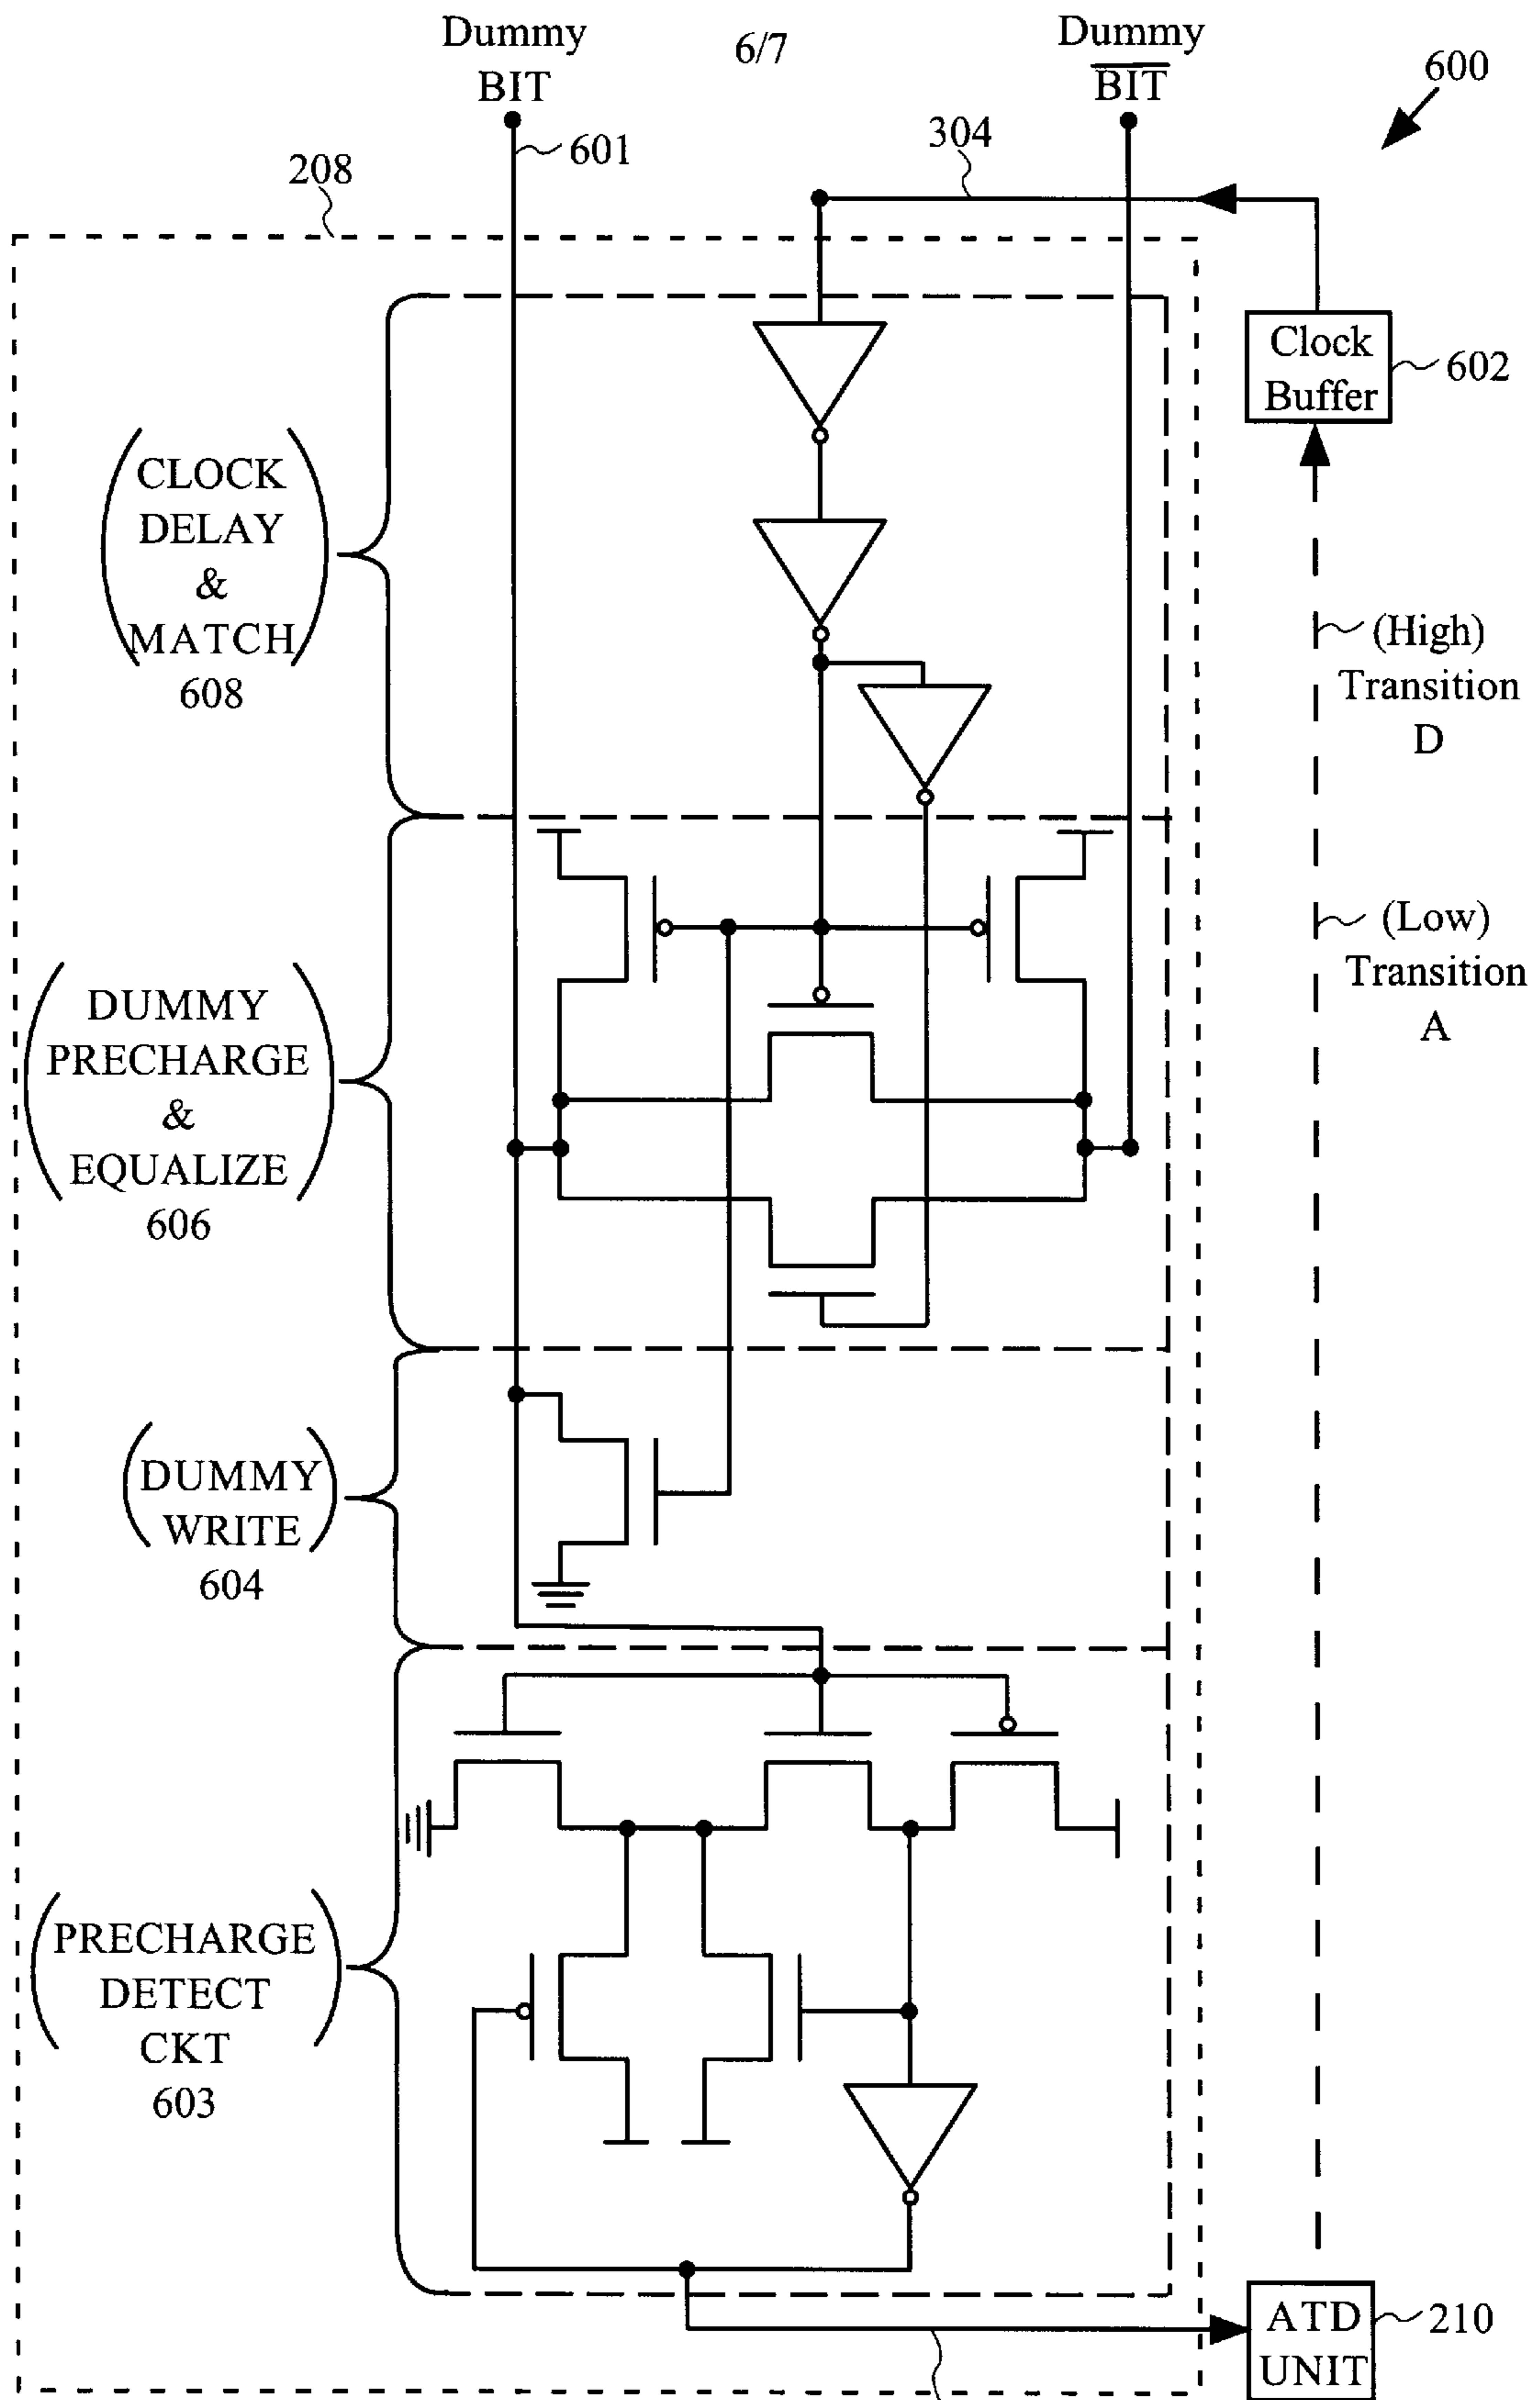 Dummy
BIT
6/7
Dummy
BIT
600
601
304
208
Clock
Buffer
602
CLOCK
DELAY
&
MATCH
608
(High)
Transition
D
(Low)
Transition
A
DUMMY
PRECHARGE
&
EQUALIZE
606
DUMMY
WRITE
604
PRECHARGE
DETECT
CKT
603
ATD
UNIT
210